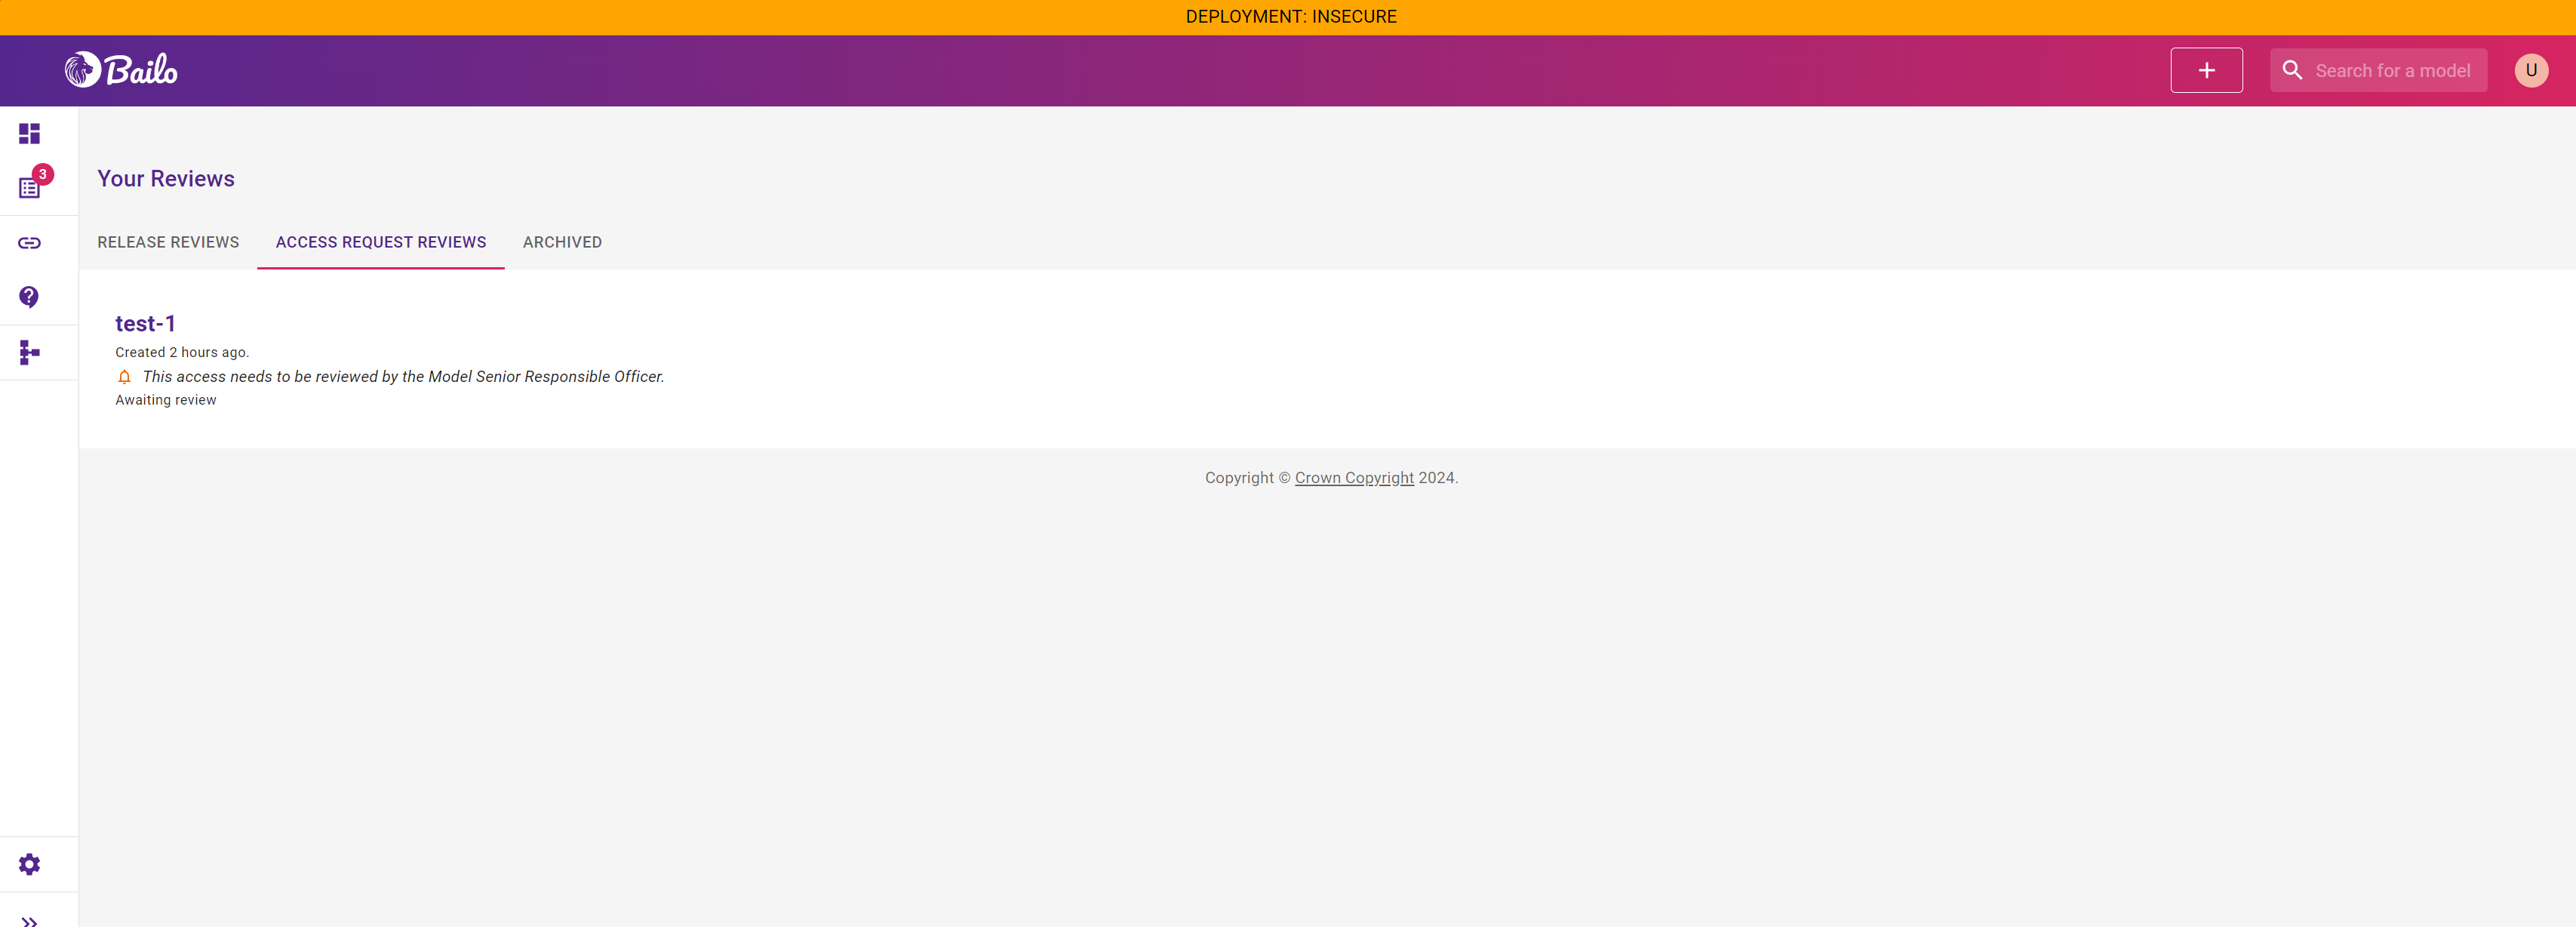 DEPLOYMENT: INSECURE
Bailo
+
Search for a model
U
3
Your Reviews
RELEASE REVIEWS
ACCESS REQUEST REVIEWS
ARCHIVED
test-1
Created 2 hours ago.
This access needs to be reviewed by the Model Senior Responsible Officer.
Awaiting review
Copyright © Crown Copyright 2024.